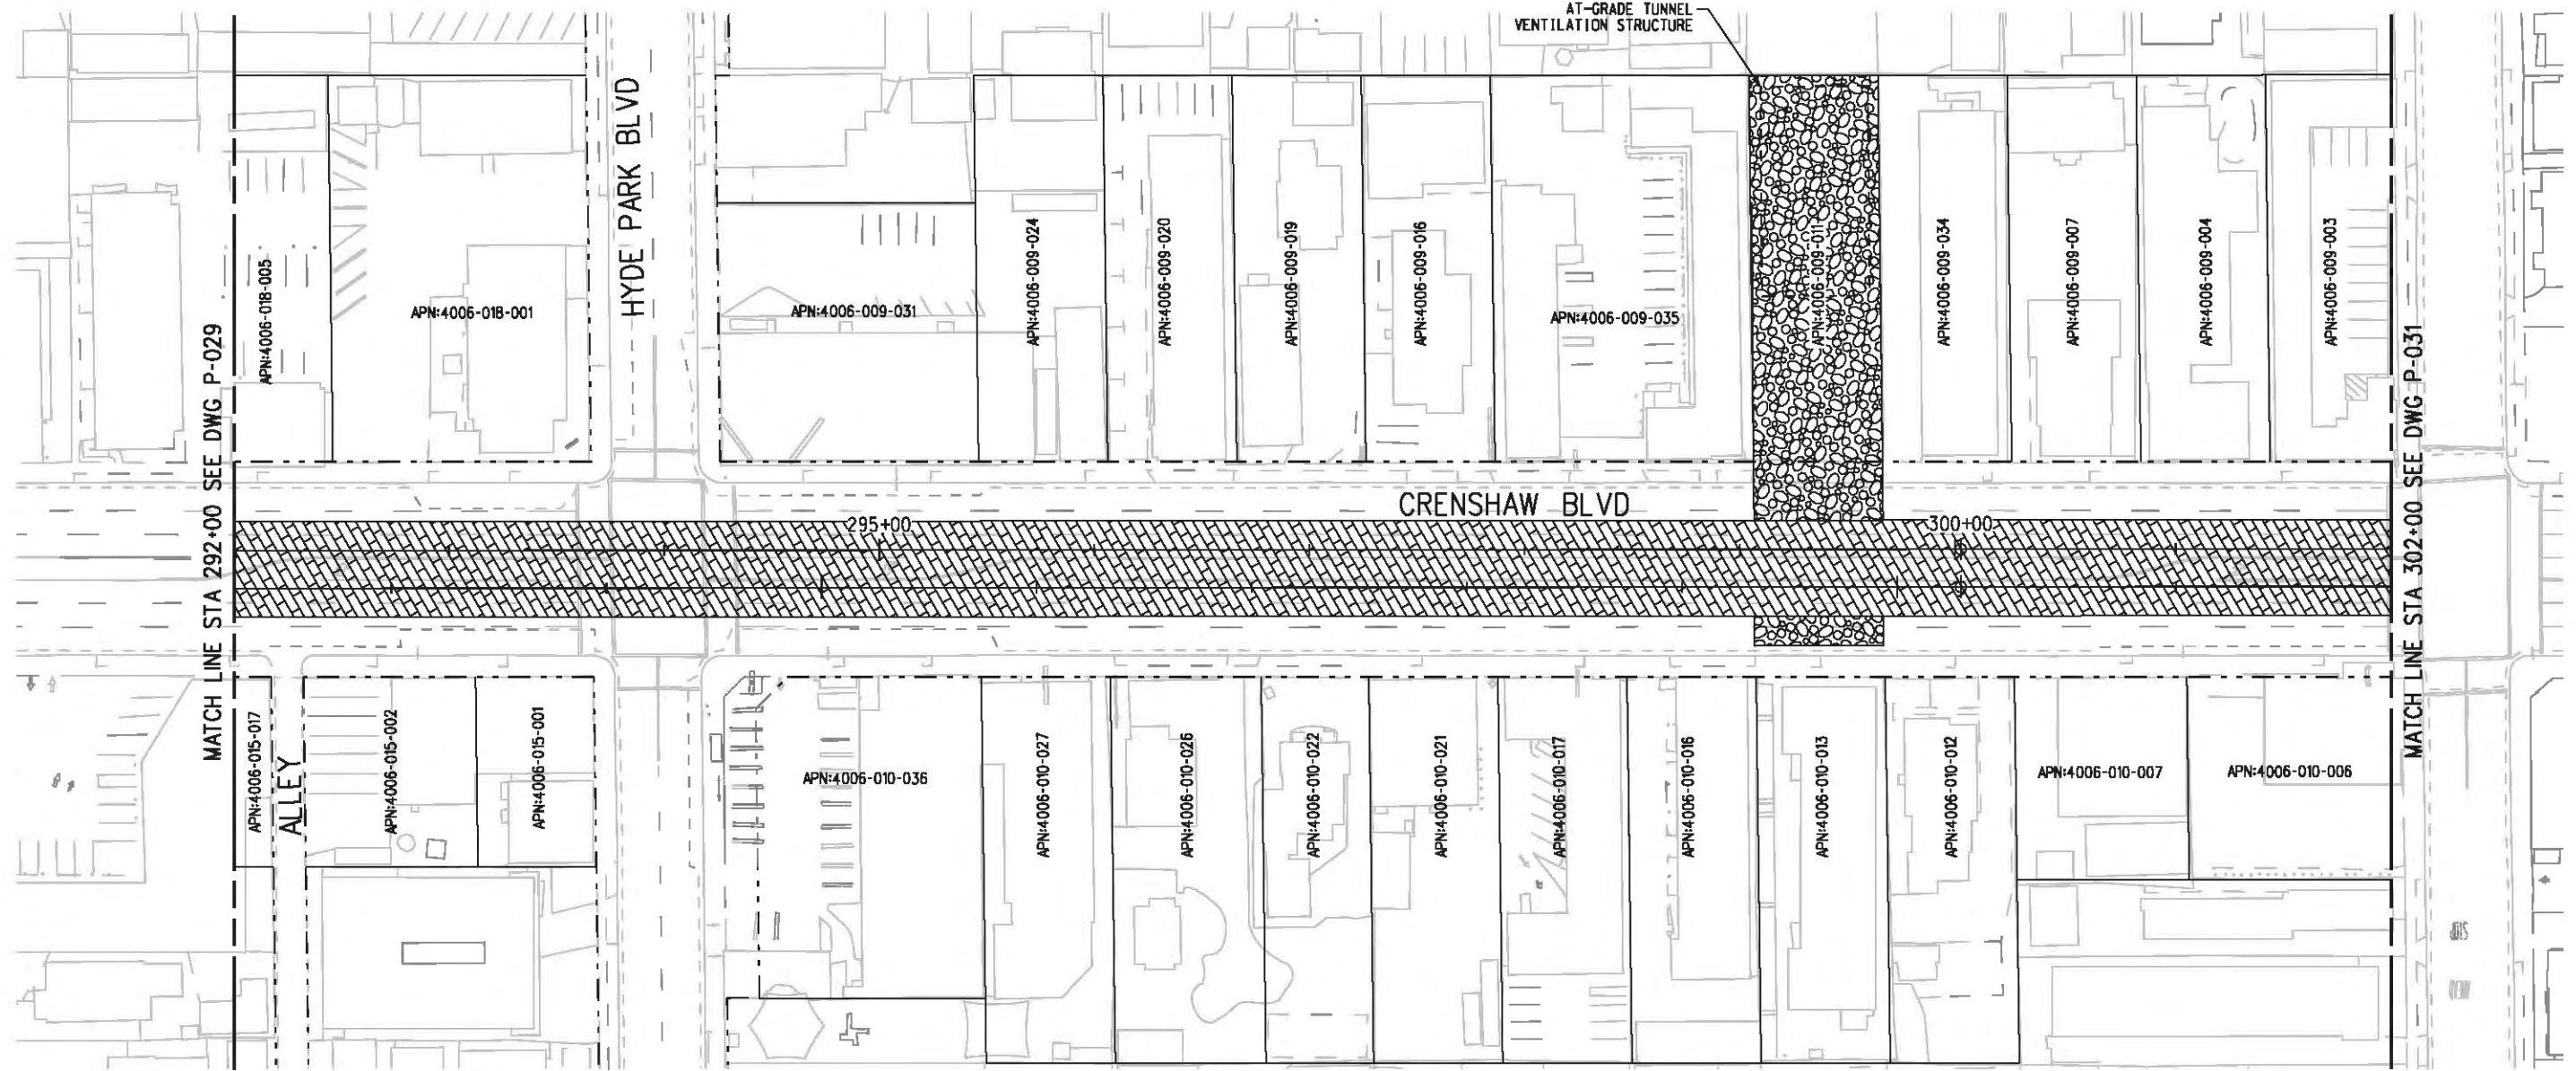 AT-GRADE TUNNEL
VENTILATION STRUCTURE
MATCH LINE STA 292+00 SEE DWG P-029
APN:4006-018-005
APN:4006-018-001
HYDE PARK BLVD
APN:4006-009-031
APN:4006-009-024
APN:4006-009-020
APN:4006-009-019
APN:4006-009-016
APN:4006-009-035
APN:4006-009-011
APN:4006-009-034
APN:4006-009-007
APN:4006-009-004
APN:4006-009-003
MATCH LINE STA 302+00 SEE DWG P-031
CRENSHAW BLVD
295+00
300+00
APN:4006-015-017
ALLEY
APN:4006-015-002
APN:4006-015-001
APN:4006-010-036
APN:4006-010-027
APN:4006-010-026
APN:4006-010-022
APN:4006-010-021
APN:4006-010-017
APN:4006-010-016
APN:4006-010-013
APN:4006-010-012
APN:4006-010-007
APN:4006-010-006